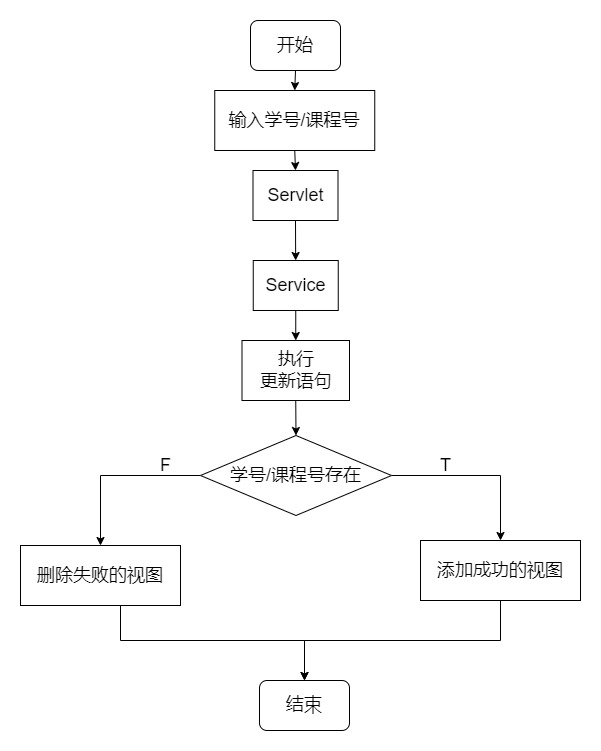 开始
输入学号/课程号
Servlet
Service
执行
更新语句
学号/课程号存在
F
T
删除失败的视图
添加成功的视图
结束